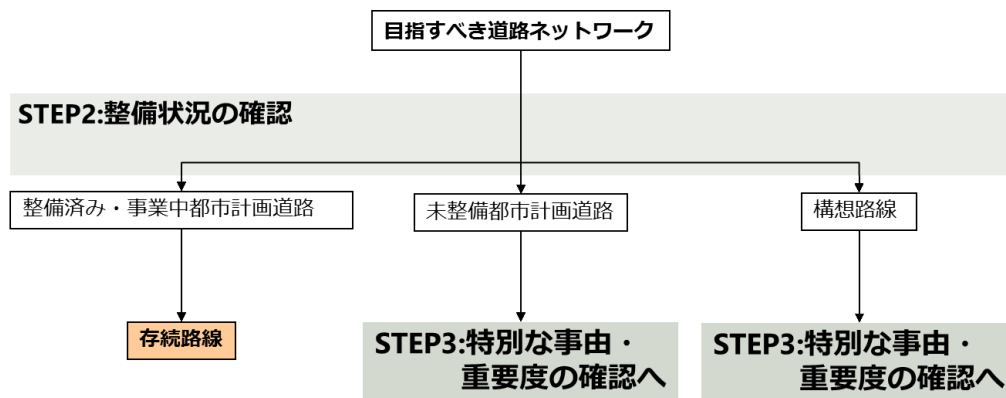 目指すべき道路ネットワーク
STEP2:整備状況の確認
整備済み・事業中都市計画道路
未整備都市計画道路
構想路線
存続路線
STEP3:特別な事由・
重要度の確認へ
STEP3:特別な事由・
重要度の確認へ